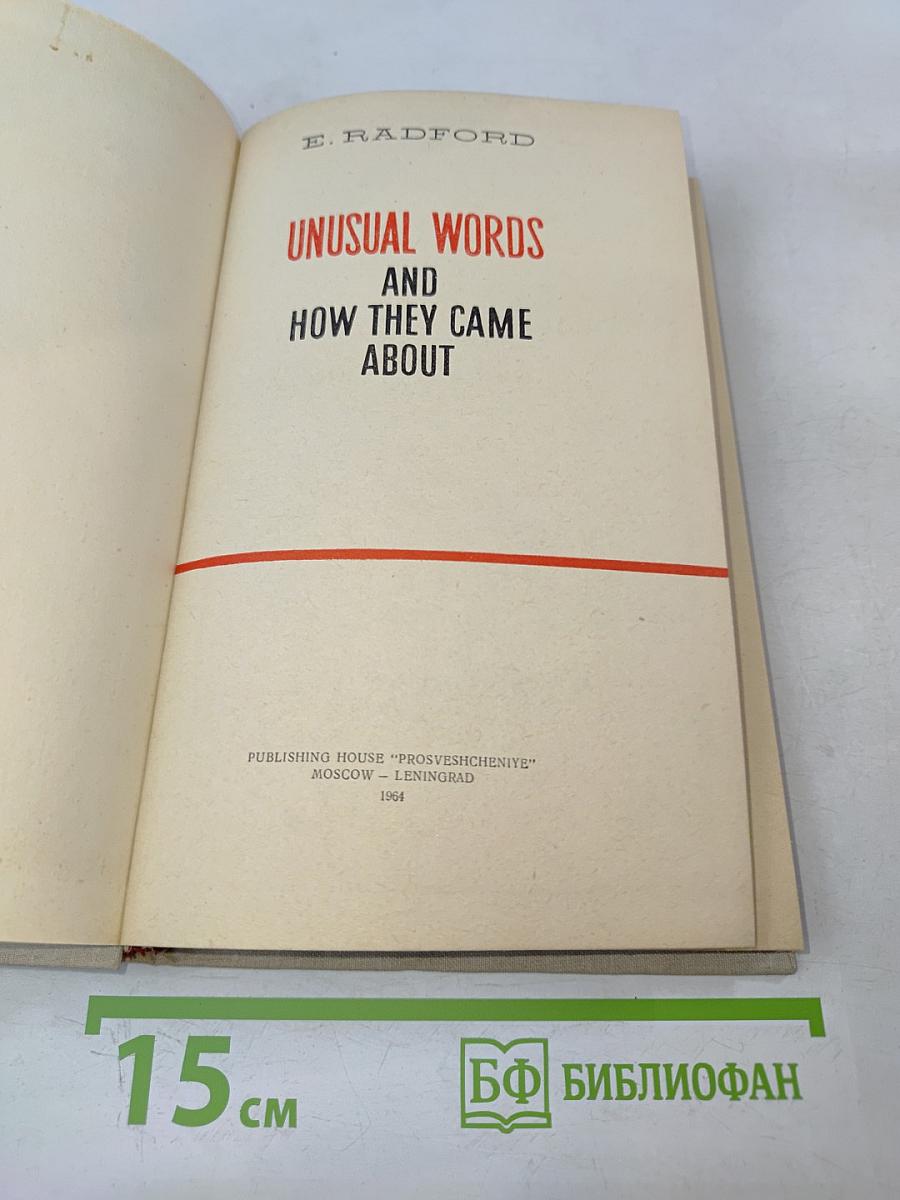 E. RADFORD
UNUSUAL WORDS
AND
HOW THEY CAME
ABOUT
PUBLISHING HOUSE "PROSVESHCHENIYE"
MOSCOW — LENINGRAD
1964
15 см
БФ БИБЛИОФАН